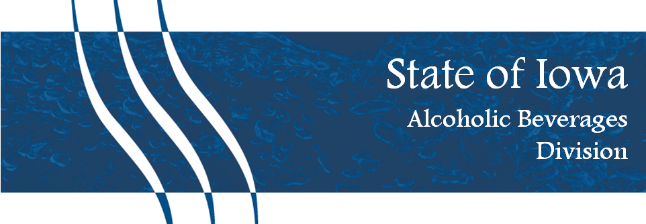 State of Iowa
Alcoholic Beverages
Division